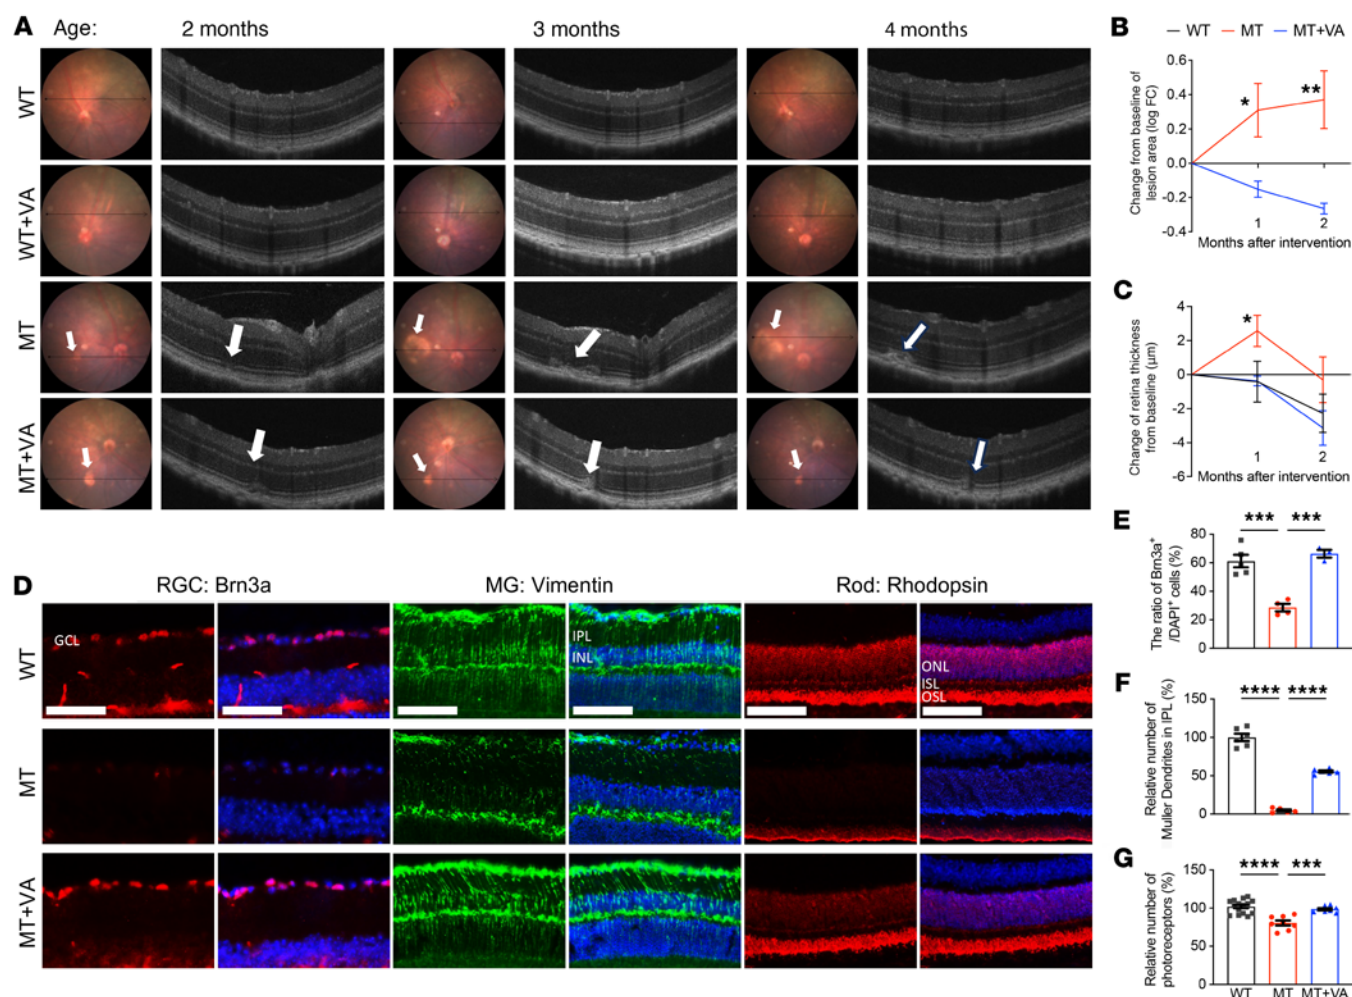 A
Age:
2 months
3 months
4 months
WT
WT+VA
MT
MT+VA
B
WT MT MT+VA
Change from baseline of
lesion area (log FC)
0.6
0.4
0.2
0.0
-0.2
-0.4
*
**
1
2
Months after intervention
C
Change of retina thickness
from baseline (µm)
4
2
0
-2
-4
-6
*
1
2
Months after intervention
D
RGC: Brn3a
MG: Vimentin
Rod: Rhodopsin
WT
MT
MT+VA
GCL
IPL
INL
ONL
ISL
OSL
E
The ratio of Brn3a⁺
/DAPI⁺ cells (%)
80
60
40
20
0
*** ***
F
Relative number of
Muller Dendrites in IPL (%)
150
100
50
0
**** ****
G
Relative number of
photoreceptors (%)
150
100
50
0
**** ***
WT MT MT+VA